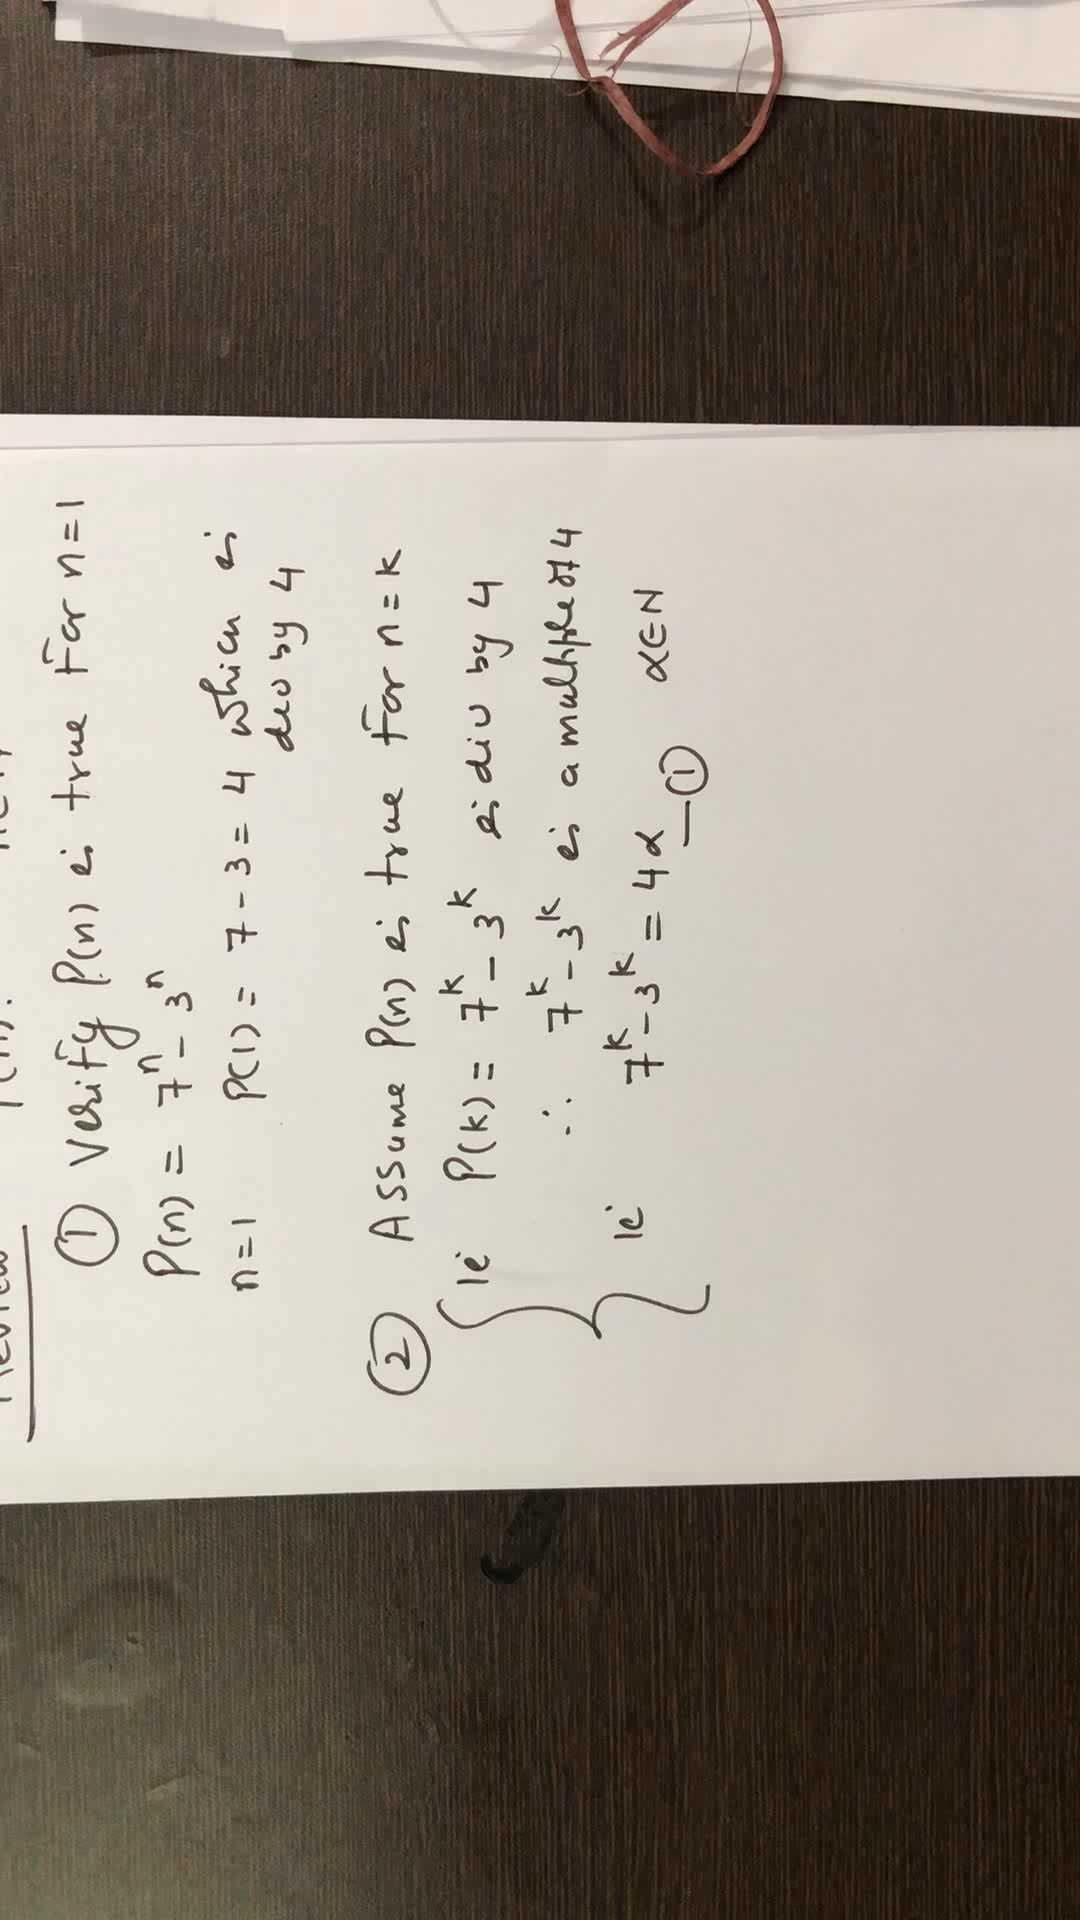 ① Verify P(n) is true for n=1
P(n) = 7ⁿ - 3ⁿ
n=1 P(1) = 7-3 = 4 which is
div by 4
② Assume P(n) is true for n=k
ie P(k) = 7ᵏ - 3ᵏ is div by 4
∴ 7ᵏ - 3ᵏ is a multiple of 4
ie 7ᵏ - 3ᵏ = 4α α∈N
—①